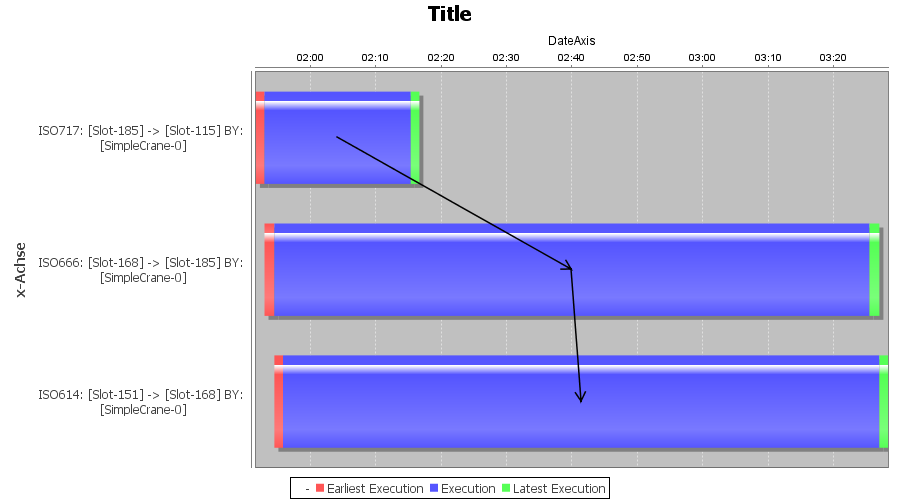 Title
DateAxis
02:00 02:10 02:20 02:30 02:40 02:50 03:00 03:10 03:20
x-Achse
ISO717: [Slot-185] -> [Slot-115] BY:
[SimpleCrane-0]
ISO666: [Slot-168] -> [Slot-185] BY:
[SimpleCrane-0]
ISO614: [Slot-151] -> [Slot-168] BY:
[SimpleCrane-0]
- Earliest Execution Execution Latest Execution